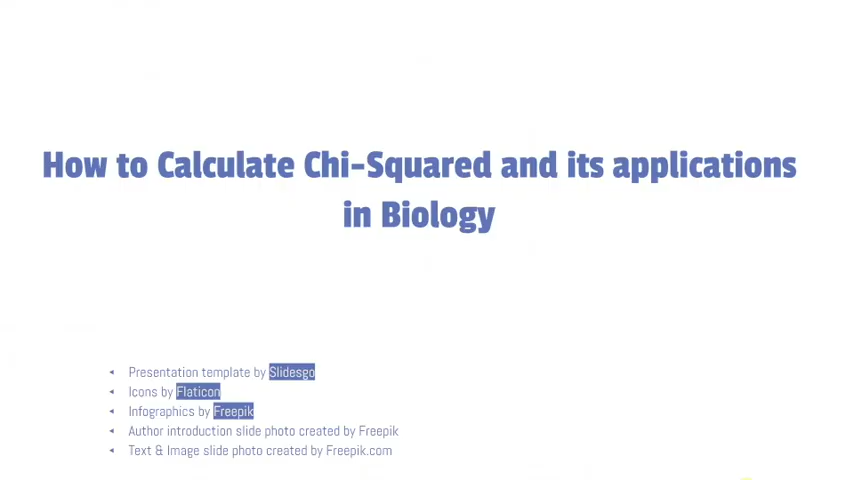 How to Calculate Chi-Squared and its applications
in Biology
Presentation template by Slidesgo
Icons by Flaticon
Infographics by Freepik
Author introduction slide photo created by Freepik
Text & Image slide photo created by Freepik.com